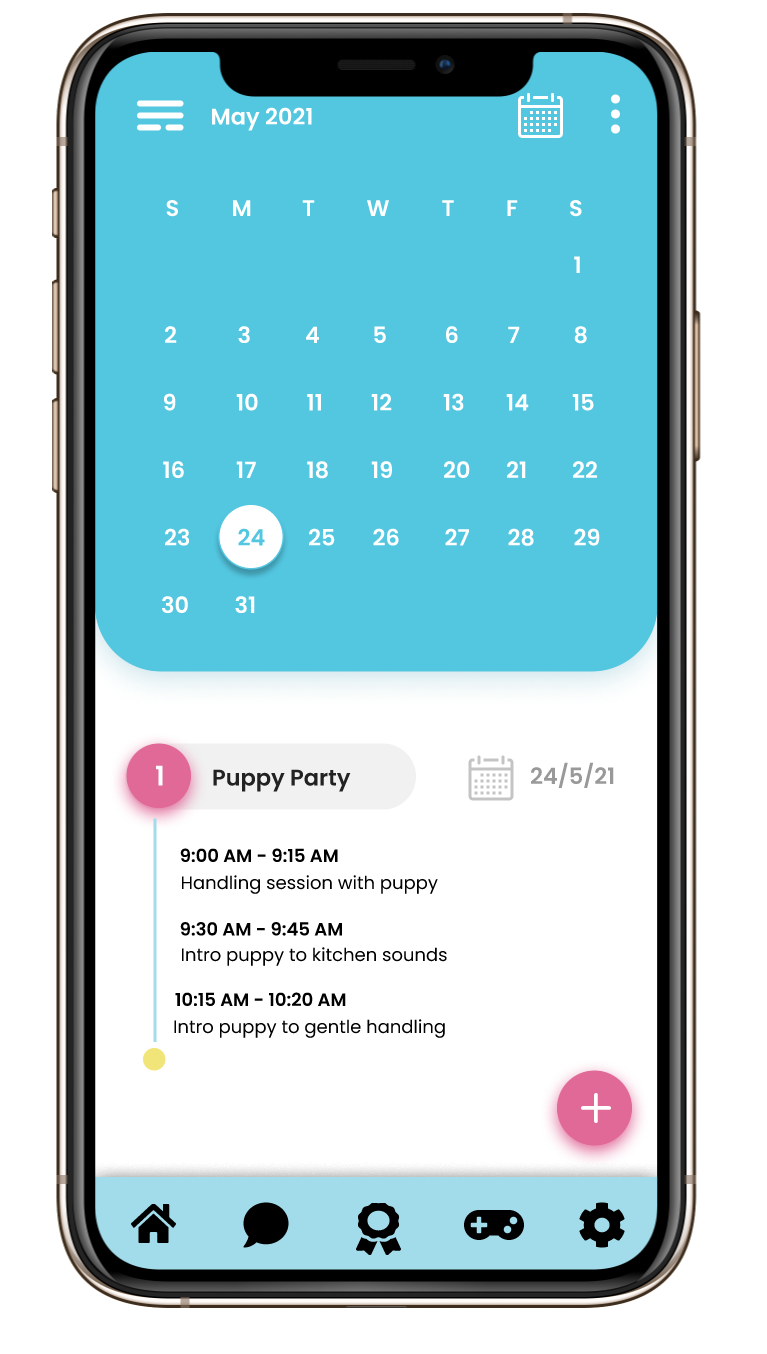 May 2021
S M T W T F S
1
2 3 4 5 6 7 8
9 10 11 12 13 14 15
16 17 18 19 20 21 22
23 24 25 26 27 28 29
30 31
1 Puppy Party 24/5/21
9:00 AM - 9:15 AM
Handling session with puppy
9:30 AM - 9:45 AM
Intro puppy to kitchen sounds
10:15 AM - 10:20 AM
Intro puppy to gentle handling